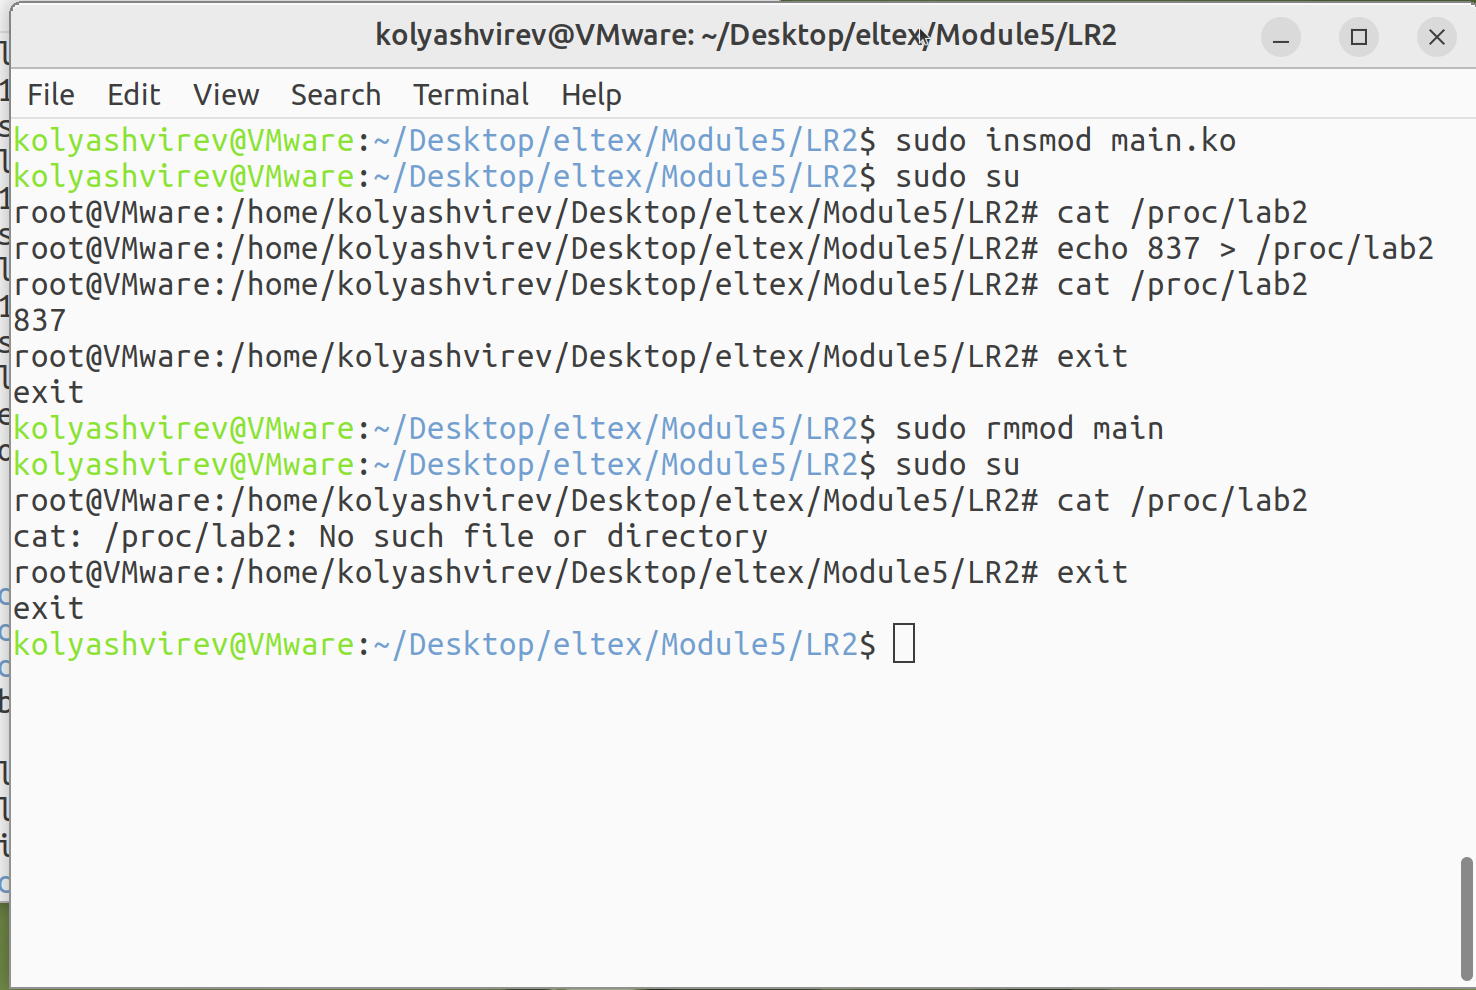 kolyashvirev@VMware: ~/Desktop/eltex/Module5/LR2
File Edit View Search Terminal Help
kolyashvirev@VMware:~/Desktop/eltex/Module5/LR2$ sudo insmod main.ko
kolyashvirev@VMware:~/Desktop/eltex/Module5/LR2$ sudo su
root@VMware:/home/kolyashvirev/Desktop/eltex/Module5/LR2# cat /proc/lab2
root@VMware:/home/kolyashvirev/Desktop/eltex/Module5/LR2# echo 837 > /proc/lab2
root@VMware:/home/kolyashvirev/Desktop/eltex/Module5/LR2# cat /proc/lab2
837
root@VMware:/home/kolyashvirev/Desktop/eltex/Module5/LR2# exit
exit
kolyashvirev@VMware:~/Desktop/eltex/Module5/LR2$ sudo rmmod main
kolyashvirev@VMware:~/Desktop/eltex/Module5/LR2$ sudo su
root@VMware:/home/kolyashvirev/Desktop/eltex/Module5/LR2# cat /proc/lab2
cat: /proc/lab2: No such file or directory
root@VMware:/home/kolyashvirev/Desktop/eltex/Module5/LR2# exit
exit
kolyashvirev@VMware:~/Desktop/eltex/Module5/LR2$